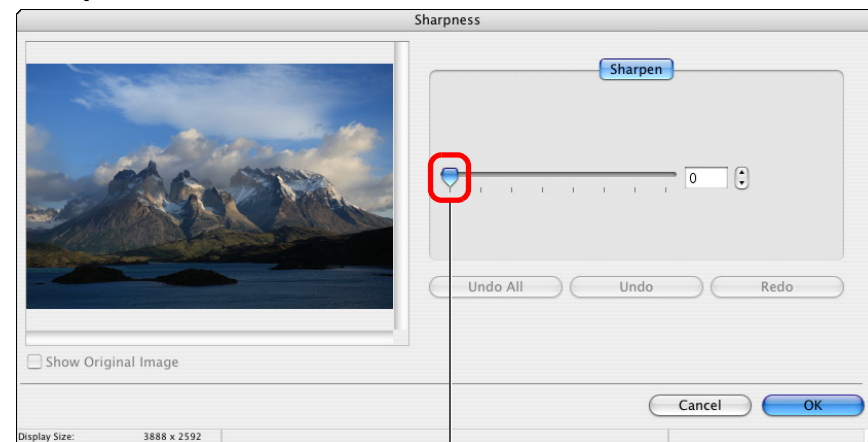 Sharpness
Sharpen
0
Undo All
Undo
Redo
Show Original Image
Cancel
OK
Display Size: 3888 x 2592